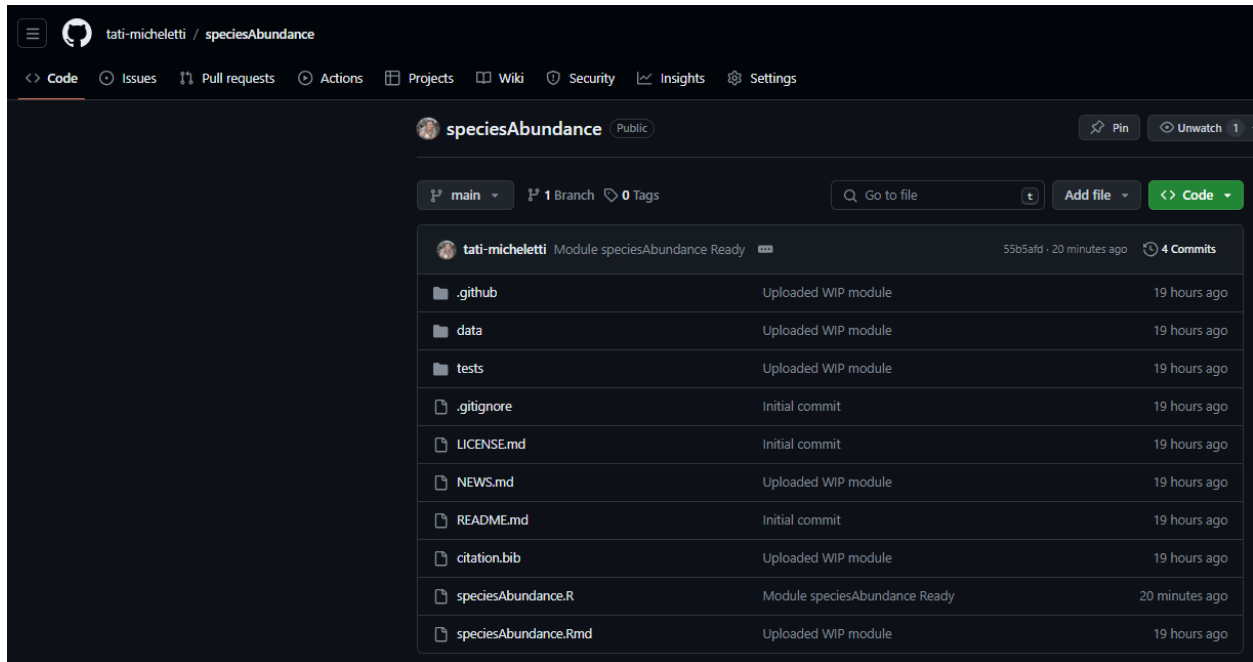 tati-micheletti / speciesAbundance
Code Issues Pull requests Actions Projects Wiki Security Insights Settings
speciesAbundance Public Pin Unwatch 1
main 1 Branch 0 Tags Go to file t Add file Code
tati-micheletti Module speciesAbundance Ready 55b5afd · 20 minutes ago 4 Commits
.github Uploaded WIP module 19 hours ago
data Uploaded WIP module 19 hours ago
tests Uploaded WIP module 19 hours ago
.gitignore Initial commit 19 hours ago
LICENSE.md Initial commit 19 hours ago
NEWS.md Uploaded WIP module 19 hours ago
README.md Initial commit 19 hours ago
citation.bib Uploaded WIP module 19 hours ago
speciesAbundance.R Module speciesAbundance Ready 20 minutes ago
speciesAbundance.Rmd Uploaded WIP module 19 hours ago